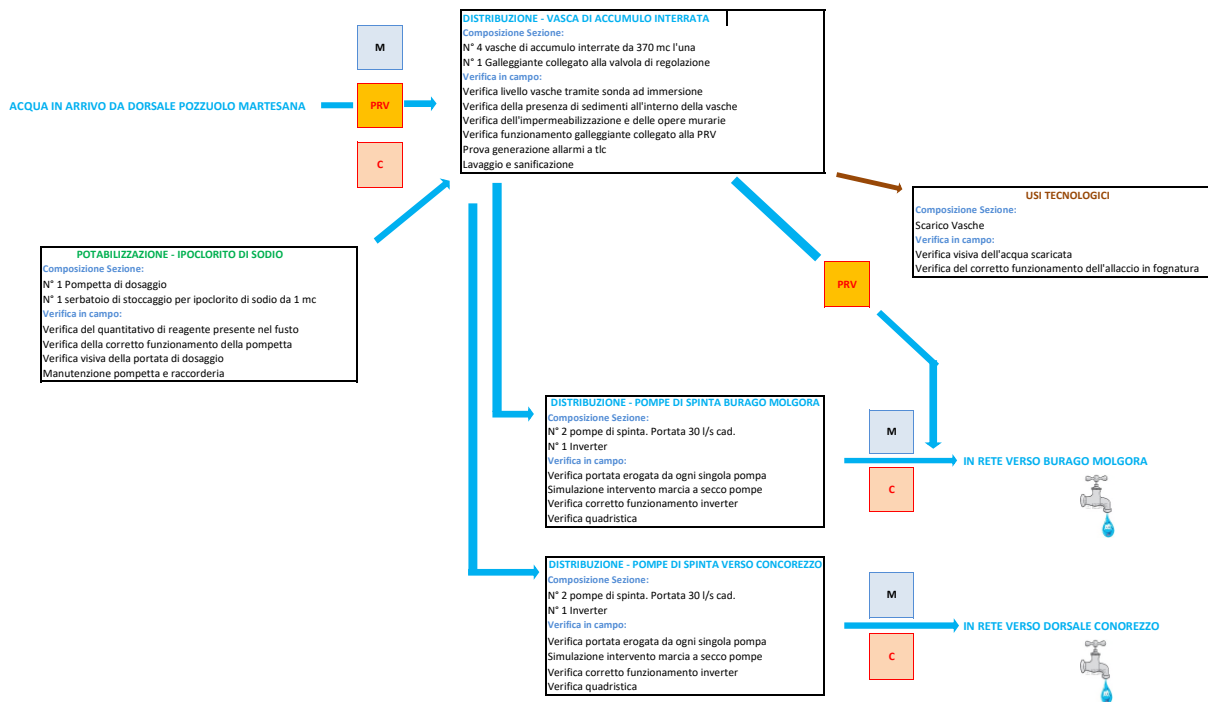 DISTRIBUZIONE - VASCA DI ACCUMULO INTERRATA
Composizione Sezione:
N° 4 vasche di accumulo interrate da 370 mc l'una
N° 1 Galleggiante collegato alla valvola di regolazione
Verifica in campo:
Verifica livello vasche tramite sonda ad immersione
Verifica della presenza di sedimenti all'interno della vasche
Verifica dell'impermeabilizzazione e delle opere murarie
Verifica funzionamento galleggiante collegato alla PRV
Prova generazione allarmi a tlc
Lavaggio e sanificazione
M
ACQUA IN ARRIVO DA DORSALE POZZUOLO MARTESANA
PRV
C
USI TECNOLOGICI
Composizione Sezione:
Scarico Vasche
Verifica in campo:
Verifica visiva dell'acqua scaricata
Verifica del corretto funzionamento dell'allaccio in fognatura
POTABILIZZAZIONE - IPOCLORITO DI SODIO
Composizione Sezione:
N° 1 Pompetta di dosaggio
N° 1 serbatoio di stoccaggio per ipoclorito di sodio da 1 mc
Verifica in campo:
Verifica del quantitativo di reagente presente nel fusto
Verifica della corretto funzionamento della pompetta
Verifica visiva della portata di dosaggio
Manutenzione pompetta e raccorderia
PRV
DISTRIBUZIONE - POMPE DI SPINTA BURAGO MOLGORA
Composizione Sezione:
N° 2 pompe di spinta. Portata 30 l/s cad.
N° 1 Inverter
Verifica in campo:
Verifica portata erogata da ogni singola pompa
Simulazione intervento marcia a secco pompe
Verifica corretto funzionamento inverter
Verifica quadristica
M
C
IN RETE VERSO BURAGO MOLGORA
DISTRIBUZIONE - POMPE DI SPINTA VERSO CONCOREZZO
Composizione Sezione:
N° 2 pompe di spinta. Portata 30 l/s cad.
N° 1 Inverter
Verifica in campo:
Verifica portata erogata da ogni singola pompa
Simulazione intervento marcia a secco pompe
Verifica corretto funzionamento inverter
Verifica quadristica
M
C
IN RETE VERSO DORSALE CONOREZZO